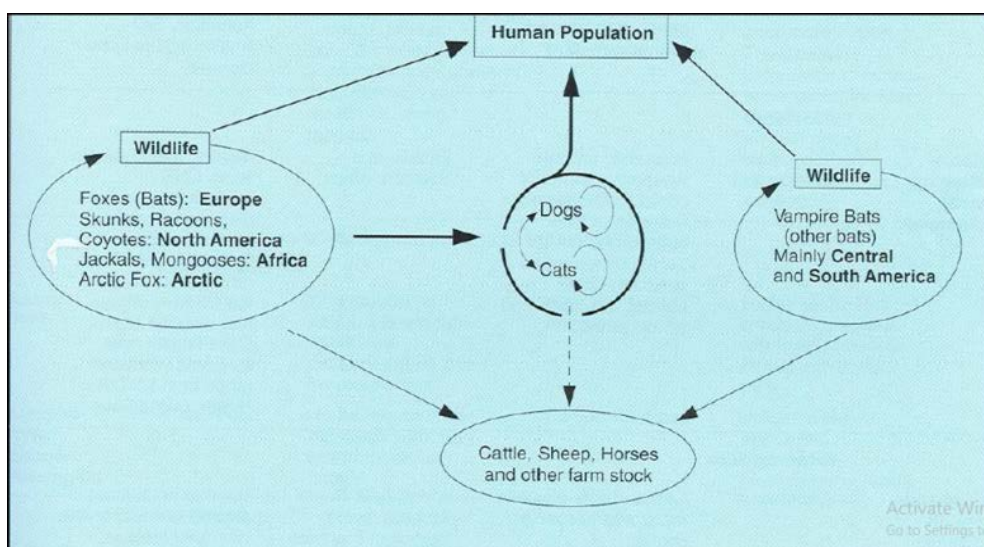 Human Population
Wildlife
Foxes (Bats): Europe
Skunks, Racoons,
Coyotes: North America
Jackals, Mongooses: Africa
Arctic Fox: Arctic
Dogs
Cats
Wildlife
Vampire Bats
(other bats)
Mainly Central
and South America
Cattle, Sheep, Horses
and other farm stock
Activate Win
Go to Settings t